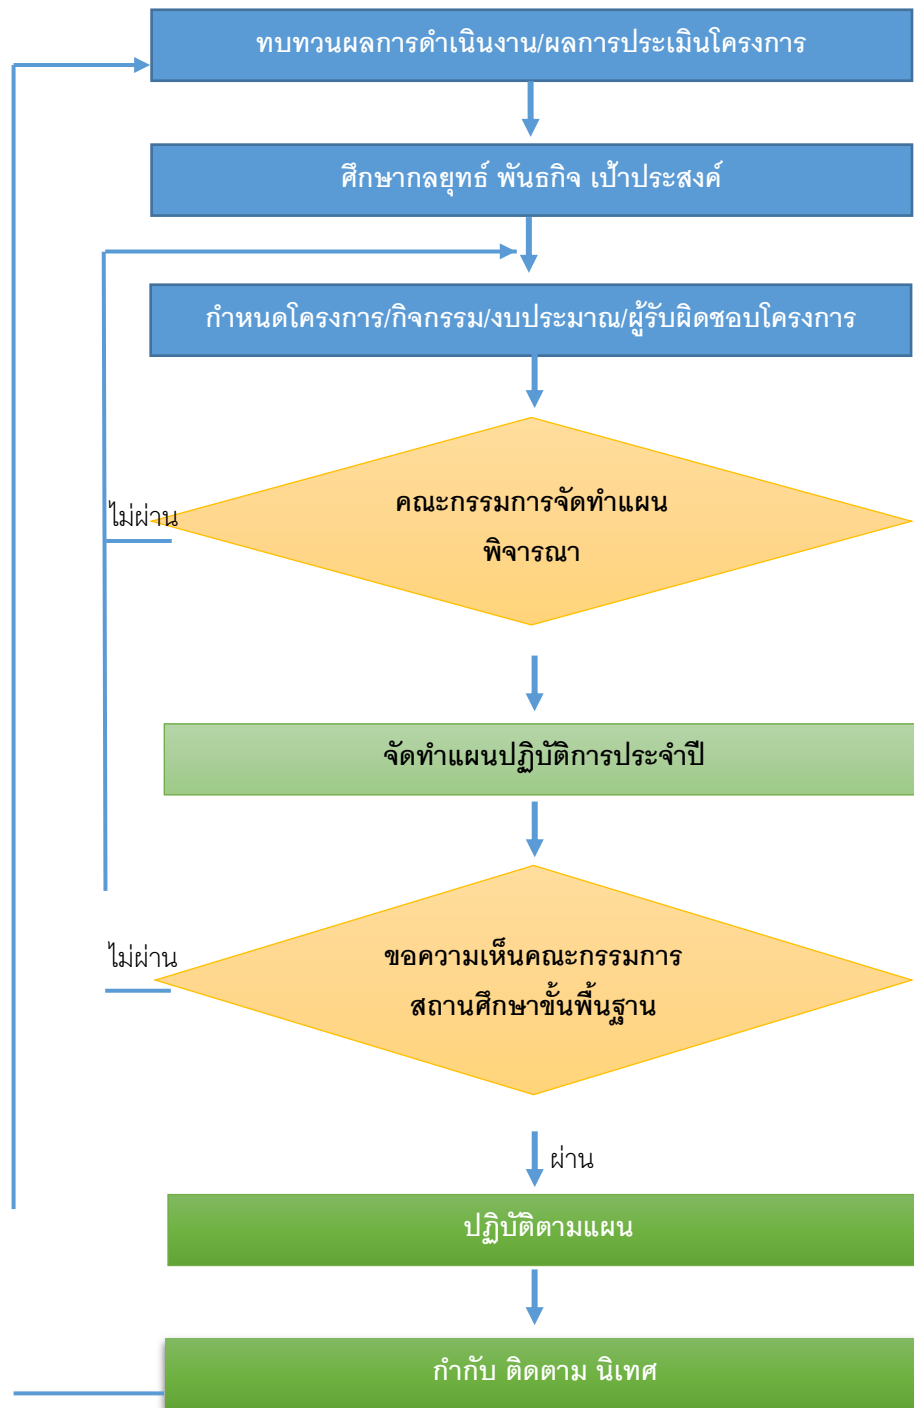 ทบทวนผลการดำเนินงาน/ผลการประเมินโครงการ
ศึกษากลยุทธ์ พันธกิจ เป้าประสงค์
กำหนดโครงการ/กิจกรรม/งบประมาณ/ผู้รับผิดชอบโครงการ
คณะกรรมการจัดทำแผน
พิจารณา
ไม่ผ่าน
จัดทำแผนปฏิบัติการประจำปี
ขอความเห็นคณะกรรมการ
สถานศึกษาขั้นพื้นฐาน
ไม่ผ่าน
ผ่าน
ปฏิบัติตามแผน
กำกับ ติดตาม นิเทศ